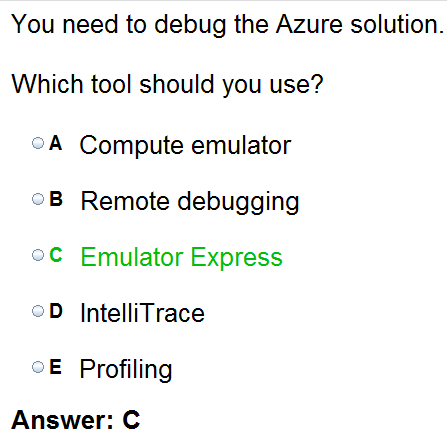 You need to debug the Azure solution.
Which tool should you use?
A Compute emulator
B Remote debugging
C Emulator Express
D IntelliTrace
E Profiling
Answer: C